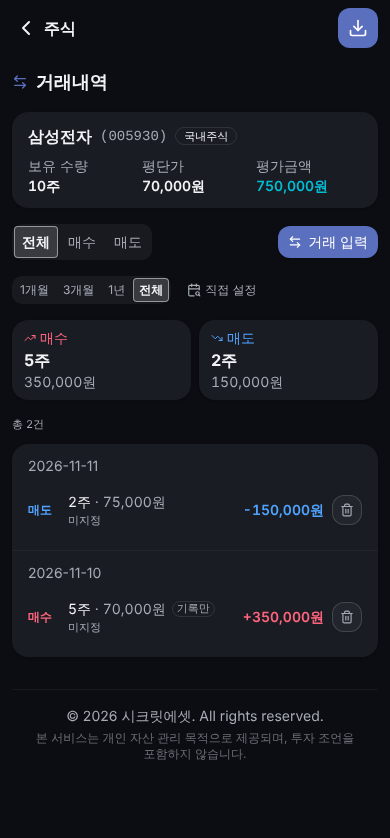 주식
거래내역
삼성전자 (005930) 국내주식
보유 수량 평단가 평가금액
10주 70,000원 750,000원
전체 매수 매도 거래 입력
1개월 3개월 1년 전체 직접 설정
매수 매도
5주 2주
350,000원 150,000원
총 2건
2026-11-11
매도 2주 · 75,000원 -150,000원
미지정
2026-11-10
매수 5주 · 70,000원 기록만 +350,000원
미지정
© 2026 시크릿에셋. All rights reserved.
본 서비스는 개인 자산 관리 목적으로 제공되며, 투자 조언을
포함하지 않습니다.